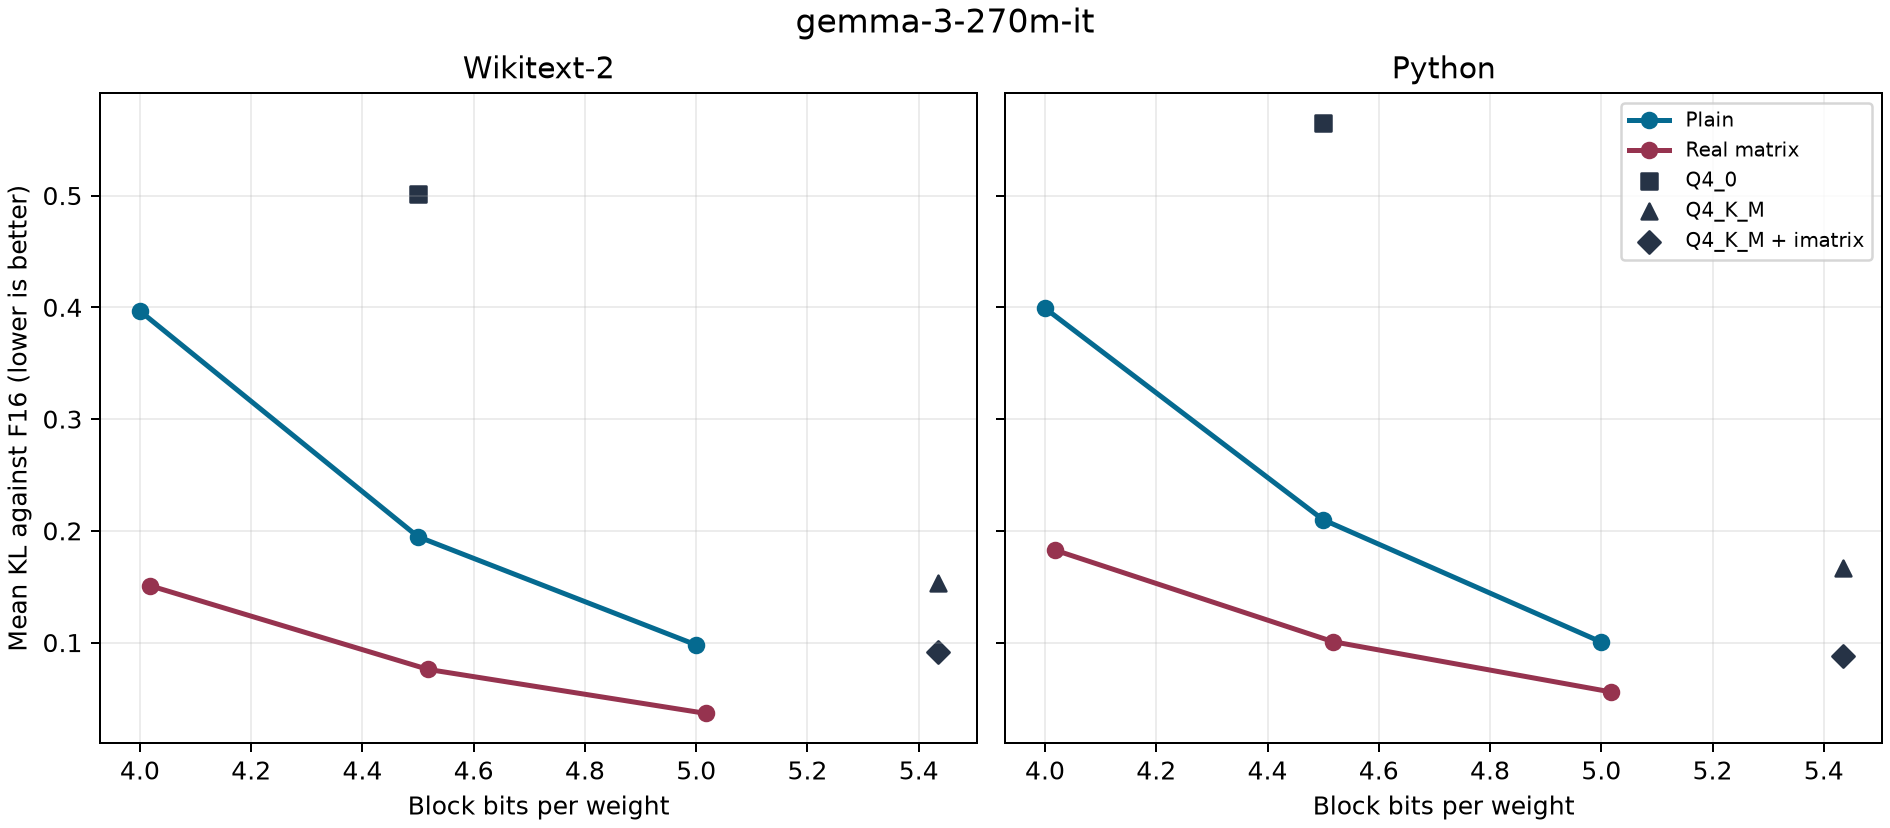 gemma-3-270m-it
Wikitext-2
Mean KL against F16 (lower is better)
0.5
0.4
0.3
0.2
0.1
4.0 4.2 4.4 4.6 4.8 5.0 5.2 5.4
Block bits per weight
Python
Plain
Real matrix
Q4_0
Q4_K_M
Q4_K_M + imatrix
4.0 4.2 4.4 4.6 4.8 5.0 5.2 5.4
Block bits per weight